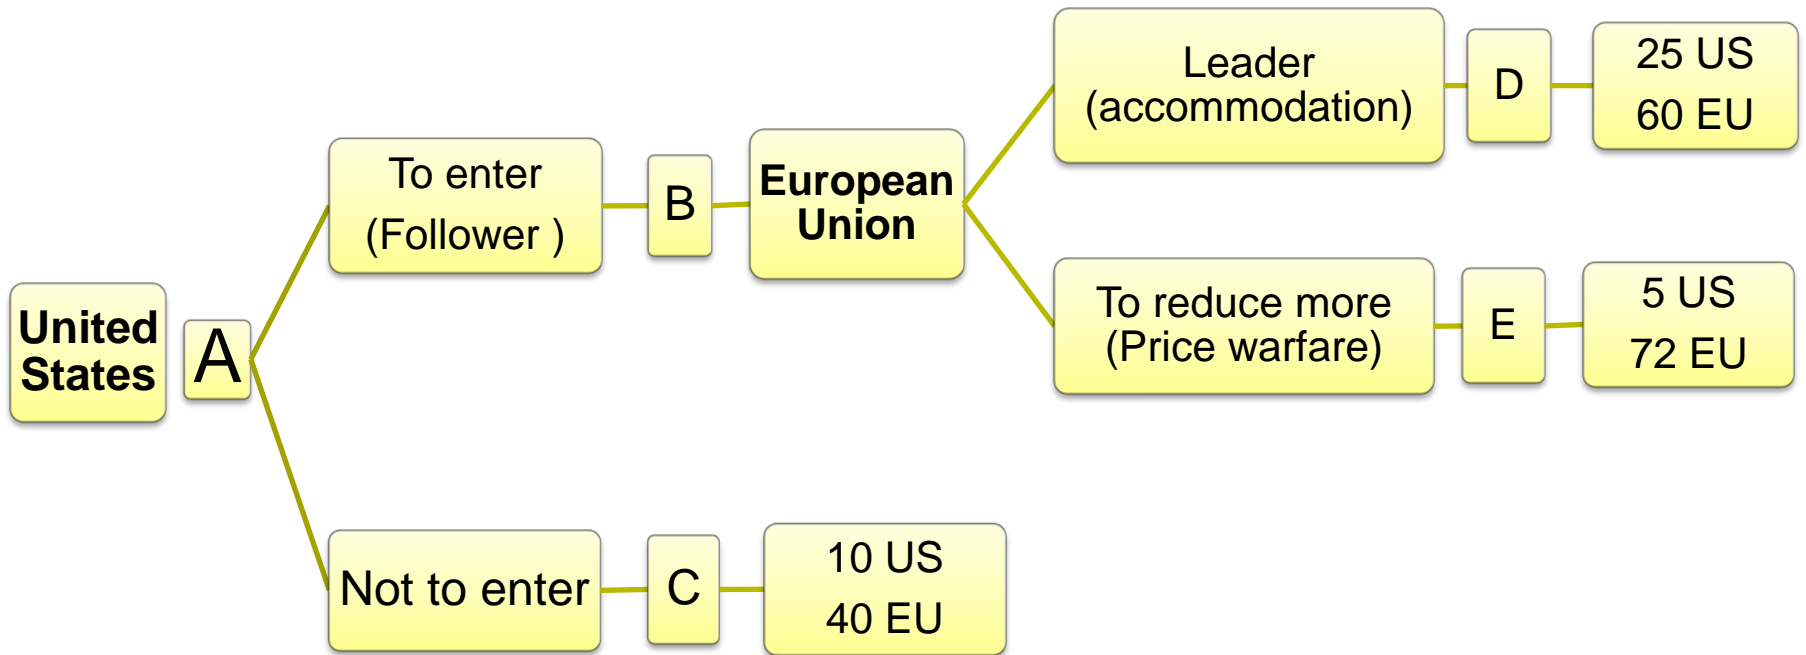 United
States
A
To enter
(Follower )
B
European
Union
Leader
(accommodation)
D
25 US
60 EU
To reduce more
(Price warfare)
E
5 US
72 EU
Not to enter
C
10 US
40 EU